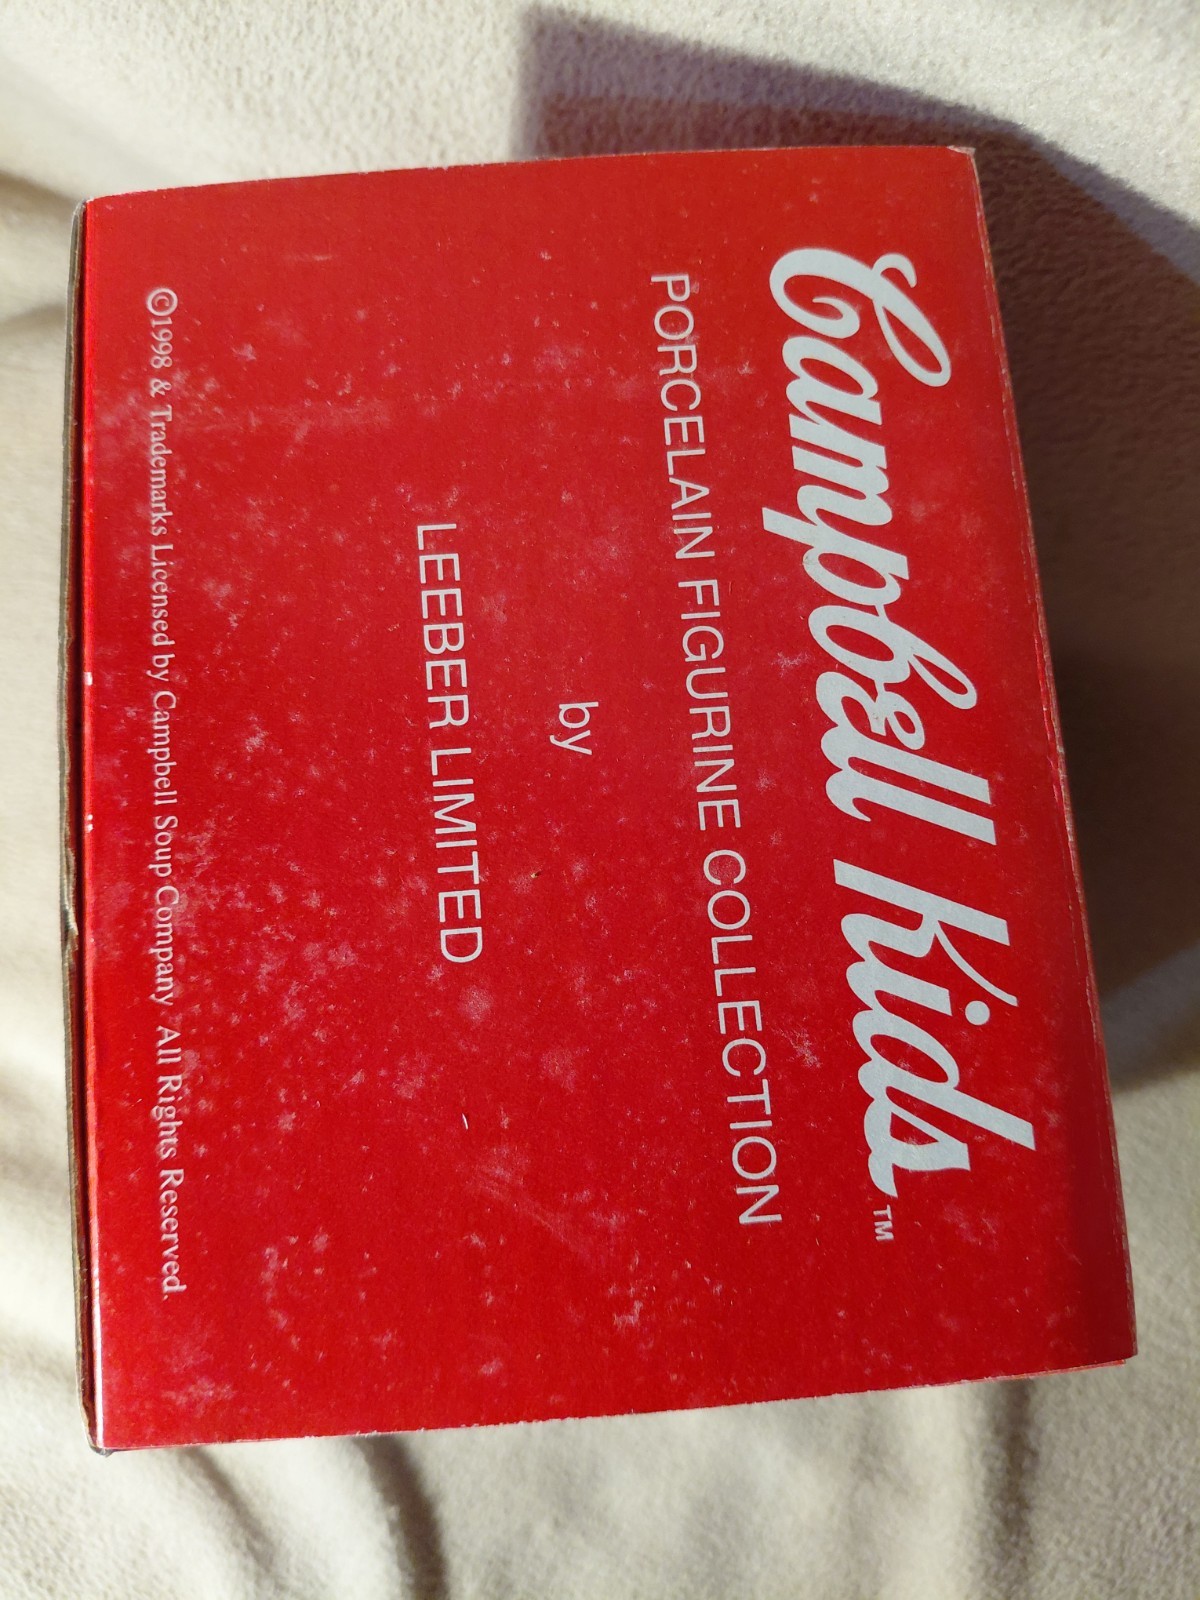 Campbell Kids™
PORCELAIN FIGURINE COLLECTION
by
LEEBER LIMITED
©1998 & Trademarks Licensed by Campbell Soup Company. All Rights Reserved.